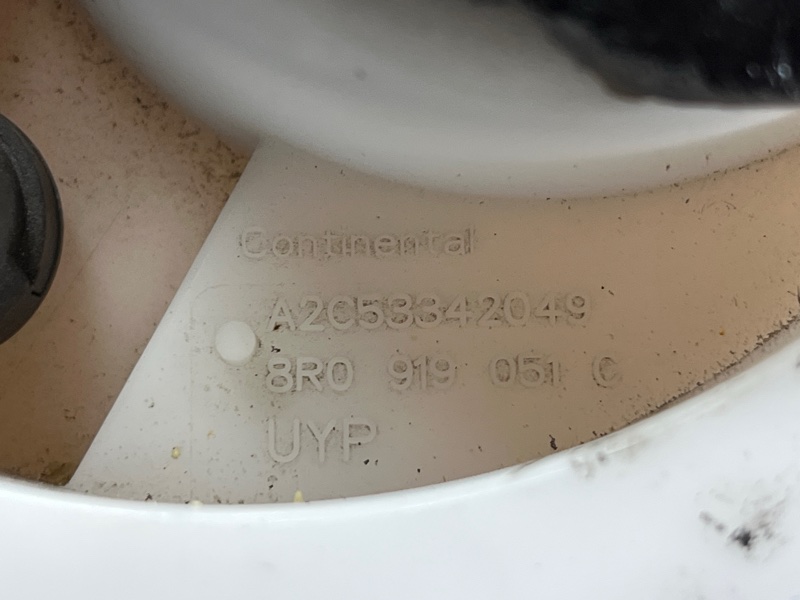 Continental
A2C53342049
8R0 919 051 C
UYP